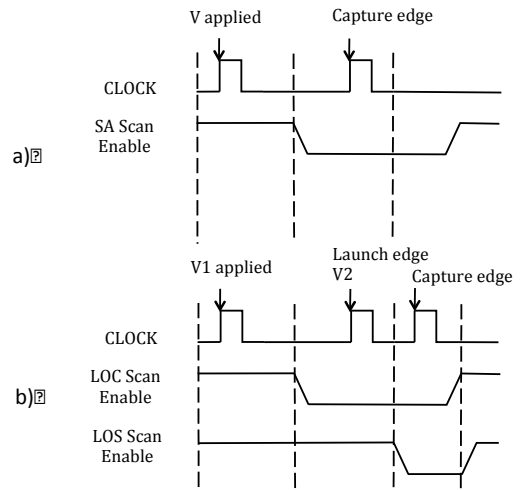 V applied Capture edge
CLOCK
SA Scan
Enable
a)⍰
Launch edge
V1 applied V2 Capture edge
CLOCK
LOC Scan
Enable
b)⍰
LOS Scan
Enable